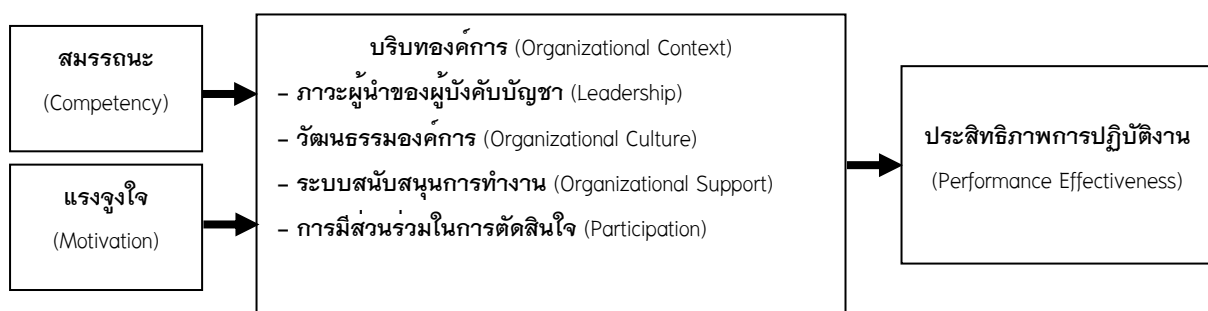 สมรรถนะ
(Competency)
แรงจูงใจ
(Motivation)
บริบทองค์การ (Organizational Context)
- ภาวะผู้นำของผู้บังคับบัญชา (Leadership)
- วัฒนธรรมองค์การ (Organizational Culture)
- ระบบสนับสนุนการทำงาน (Organizational Support)
- การมีส่วนร่วมในการตัดสินใจ (Participation)
ประสิทธิภาพการปฏิบัติงาน
(Performance Effectiveness)